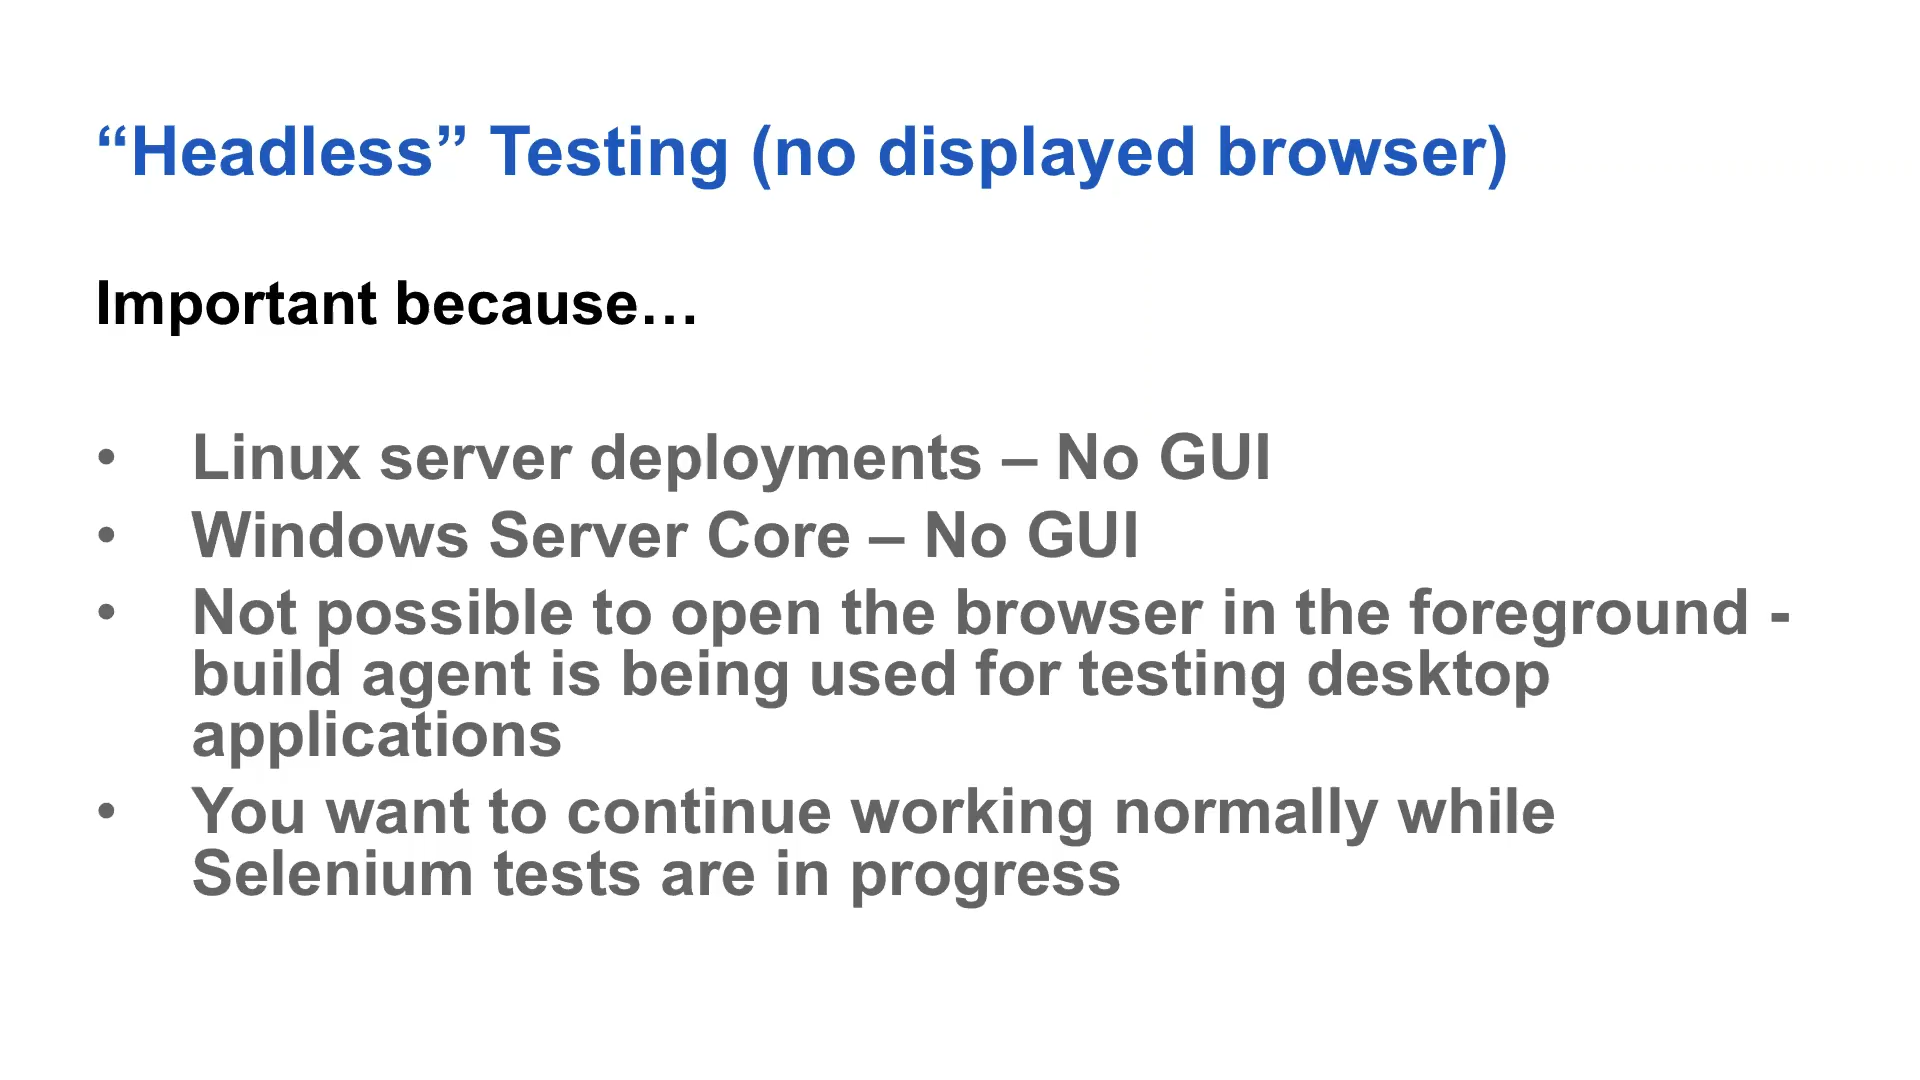 “Headless” Testing (no displayed browser)
Important because…
• Linux server deployments – No GUI
• Windows Server Core – No GUI
• Not possible to open the browser in the foreground -
build agent is being used for testing desktop
applications
• You want to continue working normally while
Selenium tests are in progress